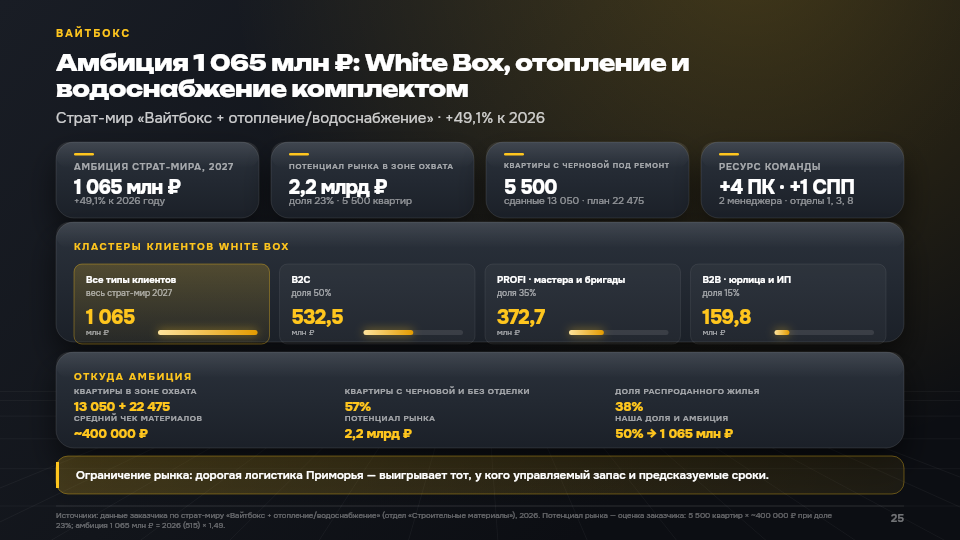 ВАЙТБОКС
Амбиция 1 065 млн ₽: White Box, отопление и
водоснабжение комплектом
Страт-мир «Вайтбокс + отопление/водоснабжение» · +49,1% к 2026
АМБИЦИЯ СТРАТ-МИРА, 2027
1 065 млн ₽
+49,1% к 2026 году
ПОТЕНЦИАЛ РЫНКА В ЗОНЕ ОХВАТА
2,2 млрд ₽
доля 23% · 5 500 квартир
КВАРТИРЫ С ЧЕРНОВОЙ ПОД РЕМОНТ
5 500
сданные 13 050 · план 22 475
РЕСУРС КОМАНДЫ
+4 ПК · +1 СПП
2 менеджера · отделы 1, 3, 8
КЛАСТЕРЫ КЛИЕНТОВ WHITE BOX
Все типы клиентов
весь страт-мир 2027
1 065
млн ₽
B2C
доля 50%
532,5
млн ₽
PROFI · мастера и бригады
доля 35%
372,7
млн ₽
B2B · юрлица и ИП
доля 15%
159,8
млн ₽
ОТКУДА АМБИЦИЯ
КВАРТИРЫ В ЗОНЕ ОХВАТА
13 050 + 22 475
КВАРТИРЫ С ЧЕРНОВОЙ И БЕЗ ОТДЕЛКИ
57%
ДОЛЯ РАСПРОДАННОГО ЖИЛЬЯ
38%
СРЕДНИЙ ЧЕК МАТЕРИАЛОВ
~400 000 ₽
ПОТЕНЦИАЛ РЫНКА
2,2 млрд ₽
НАША ДОЛЯ И АМБИЦИЯ
50% → 1 065 млн ₽
Ограничение рынка: дорогая логистика Приморья — выигрывает тот, у кого управляемый запас и предсказуемые сроки.
Источники: данные заказчика по страт-миру «Вайтбокс + отопление/водоснабжение» (отдел «Строительные материалы»), 2026. Потенциал рынка — оценка заказчика: 5 500 квартир × ~400 000 ₽ при доле
23%; амбиция 1 065 млн ₽ = 2026 (515) × 1,49.
25